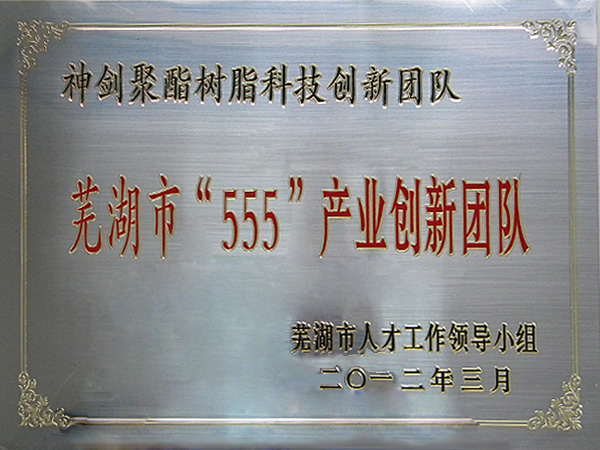 神剑聚酯树脂科技创新团队
芜湖市“555”产业创新团队
芜湖市人才工作领导小组
二〇一二年三月